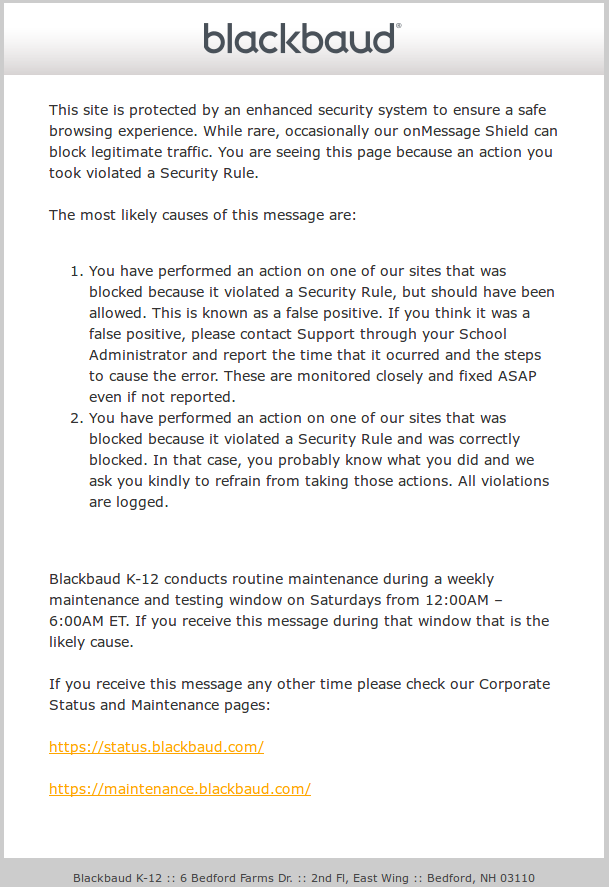 blackbaud®
This site is protected by an enhanced security system to ensure a safe
browsing experience. While rare, occasionally our onMessage Shield can
block legitimate traffic. You are seeing this page because an action you
took violated a Security Rule.
The most likely causes of this message are:
1. You have performed an action on one of our sites that was
blocked because it violated a Security Rule, but should have been
allowed. This is known as a false positive. If you think it was a
false positive, please contact Support through your School
Administrator and report the time that it ocurred and the steps
to cause the error. These are monitored closely and fixed ASAP
even if not reported.
2. You have performed an action on one of our sites that was
blocked because it violated a Security Rule and was correctly
blocked. In that case, you probably know what you did and we
ask you kindly to refrain from taking those actions. All violations
are logged.
Blackbaud K-12 conducts routine maintenance during a weekly
maintenance and testing window on Saturdays from 12:00AM –
6:00AM ET. If you receive this message during that window that is the
likely cause.
If you receive this message any other time please check our Corporate
Status and Maintenance pages:
https://status.blackbaud.com/
https://maintenance.blackbaud.com/
Blackbaud K-12 :: 6 Bedford Farms Dr. :: 2nd Fl, East Wing :: Bedford, NH 03110